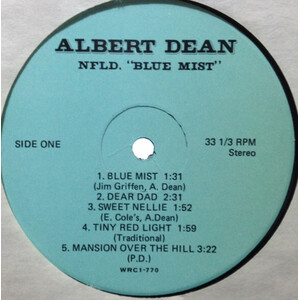 ALBERT DEAN
NFLD. "BLUE MIST"
SIDE ONE
33 1/3 RPM
Stereo
1. BLUE MIST 1:31
(Jim Griffen, A. Dean)
2. DEAR DAD 2:31
3. SWEET NELLIE 1:52
(E. Cole's, A.Dean)
4. TINY RED LIGHT 1:59
(Traditional)
5. MANSION OVER THE HILL 3:22
(P.D.)
WRC1-770